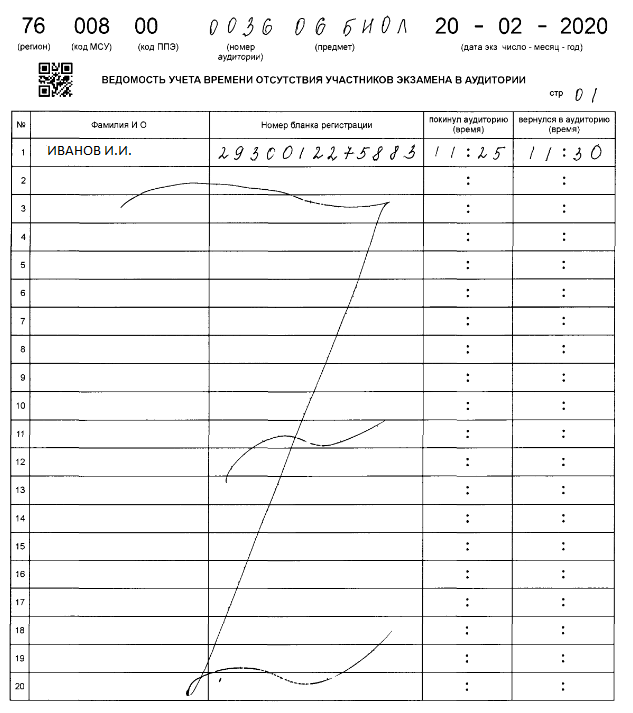 76 008 00 0036 06 БИОЛ 20 - 02 - 2020
(регион) (код МСУ) (код ППЭ) (номер аудитории) (предмет) (дата экз. число - месяц - год)
ВЕДОМОСТЬ УЧЕТА ВРЕМЕНИ ОТСУТСТВИЯ УЧАСТНИКОВ ЭКЗАМЕНА В АУДИТОРИИ
стр 01
№ Фамилия И О Номер бланка регистрации покинул аудиторию (время) вернулся в аудиторию (время)
1 ИВАНОВ И.И. 2930012275883 11:25 11:30
2 : :
3 : :
4 : :
5 : :
6 : :
7 : :
8 : :
9 : :
10 : :
11 : :
12 : :
13 : :
14 : :
15 : :
16 : :
17 : :
18 : :
19 : :
20 : :